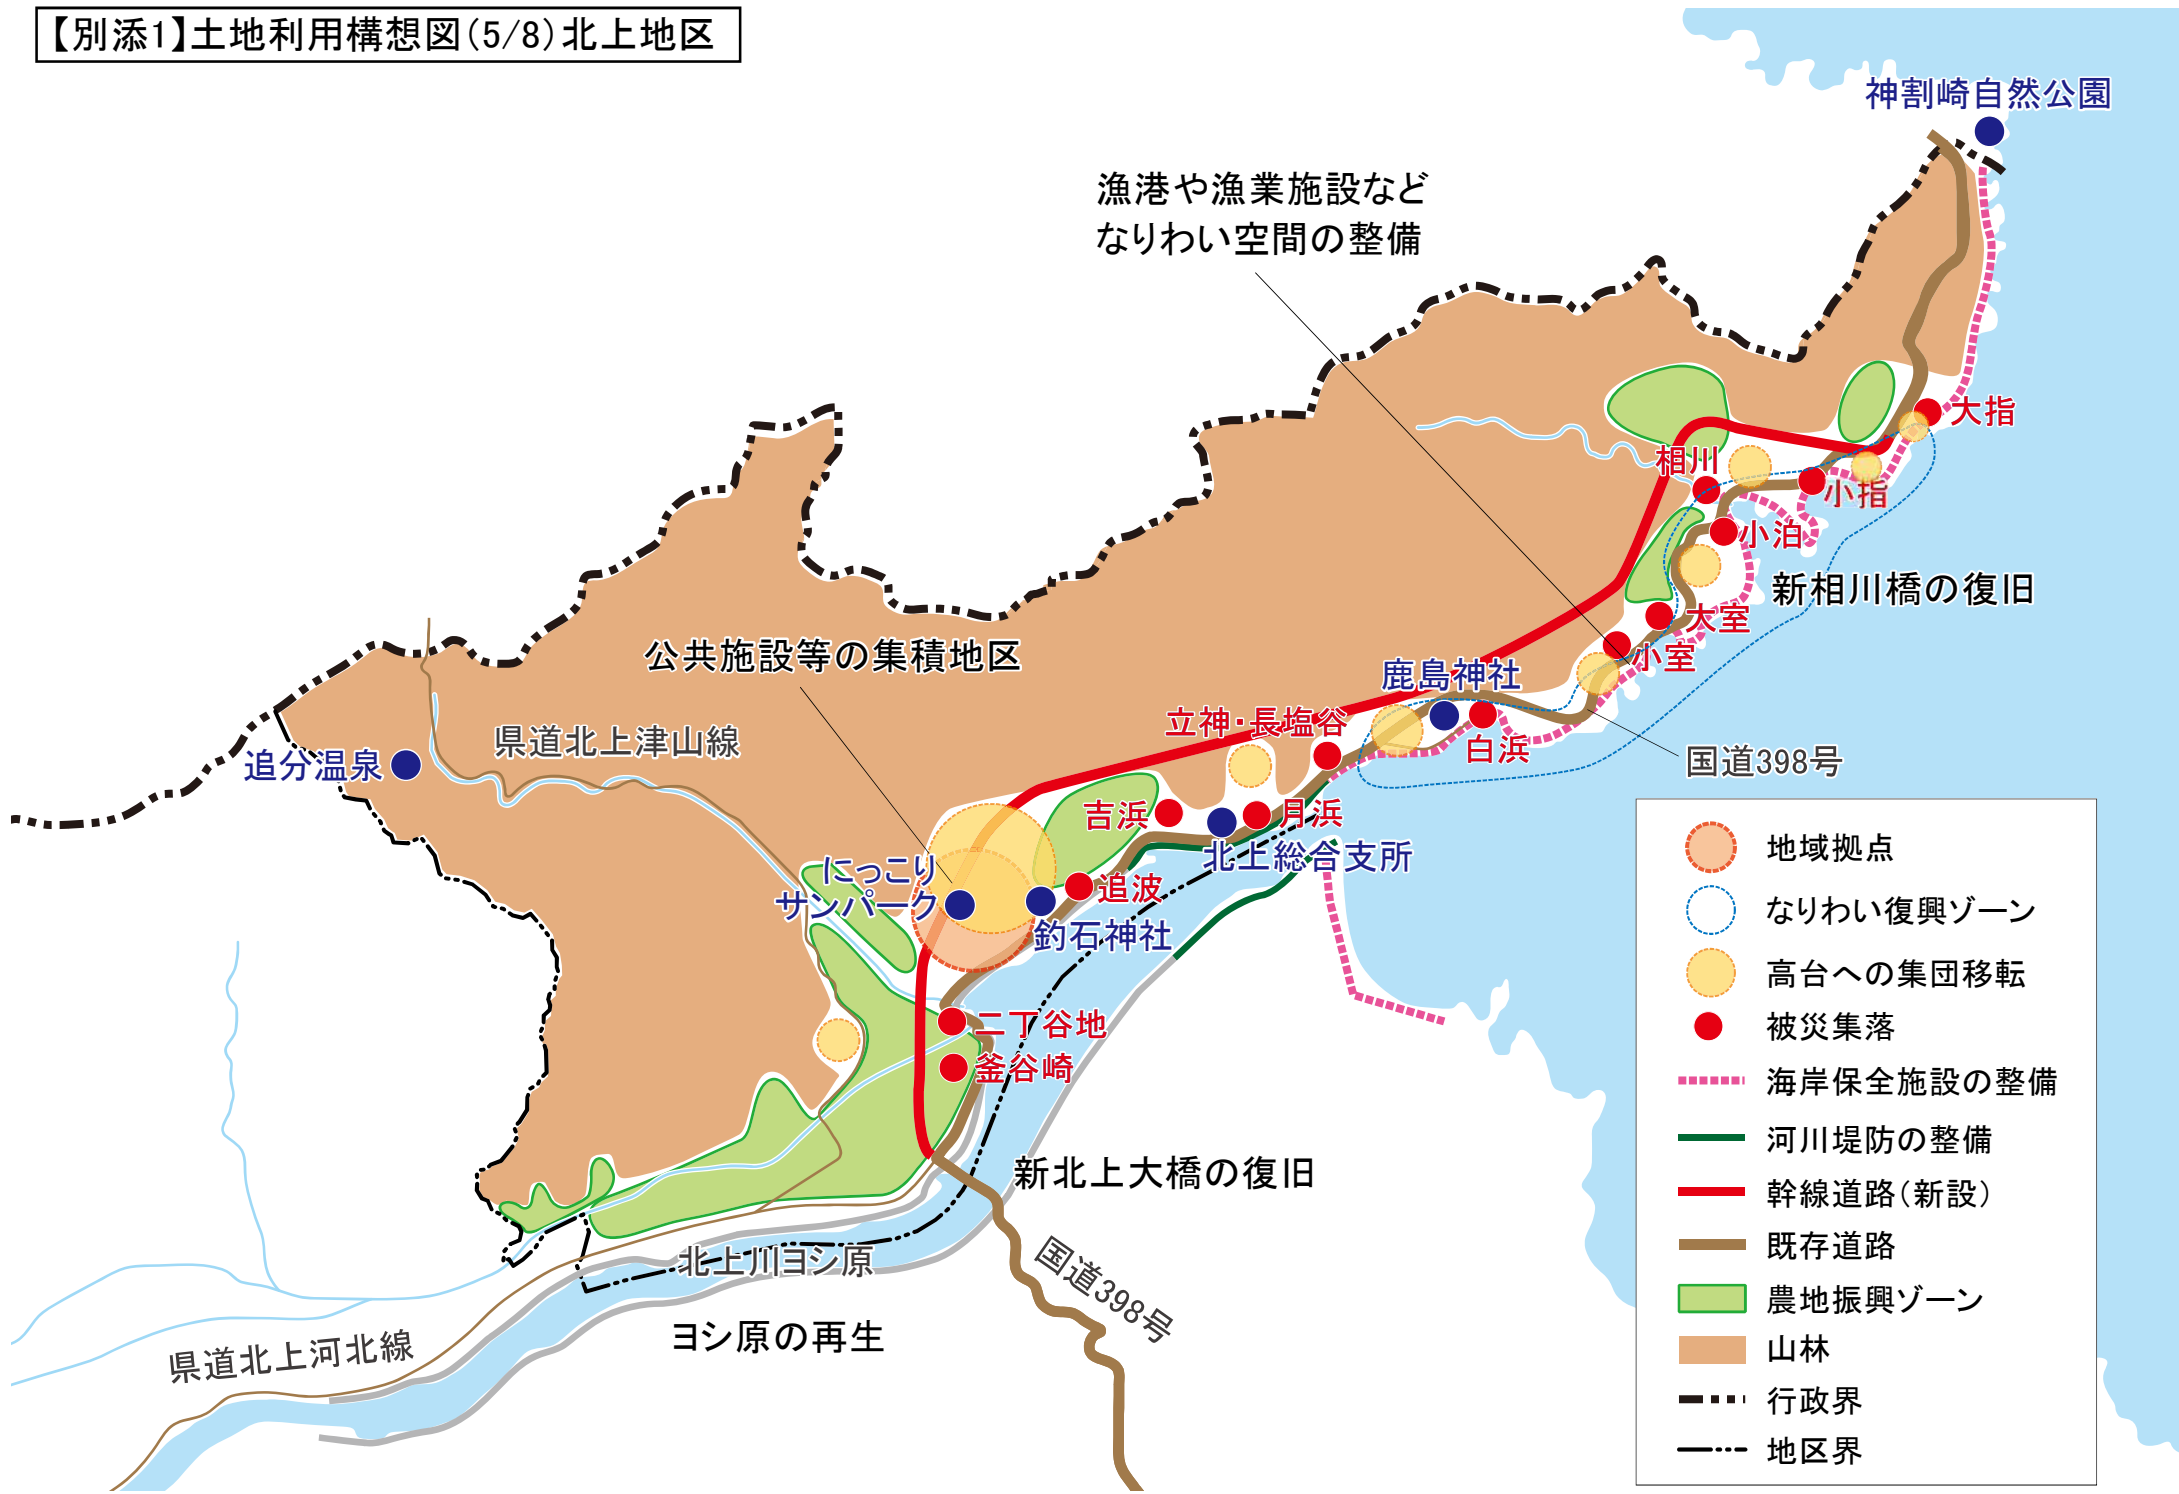 【別添1】土地利用構想図(5/8)北上地区
神割崎自然公園
漁港や漁業施設など
なりわい空間の整備
大指
相川
小指
小泊
新相川橋の復旧
大室
小室
公共施設等の集積地区
鹿島神社
立神・長塩谷
白浜
国道398号
県道北上津山線
追分温泉
吉浜
月浜
北上総合支所
にっこり
サンパーク
追波
釣石神社
二丁谷地
釜谷崎
新北上大橋の復旧
北上川ヨシ原
国道398号
ヨシ原の再生
県道北上河北線
地域拠点
なりわい復興ゾーン
高台への集団移転
被災集落
海岸保全施設の整備
河川堤防の整備
幹線道路(新設)
既存道路
農地振興ゾーン
山林
行政界
地区界